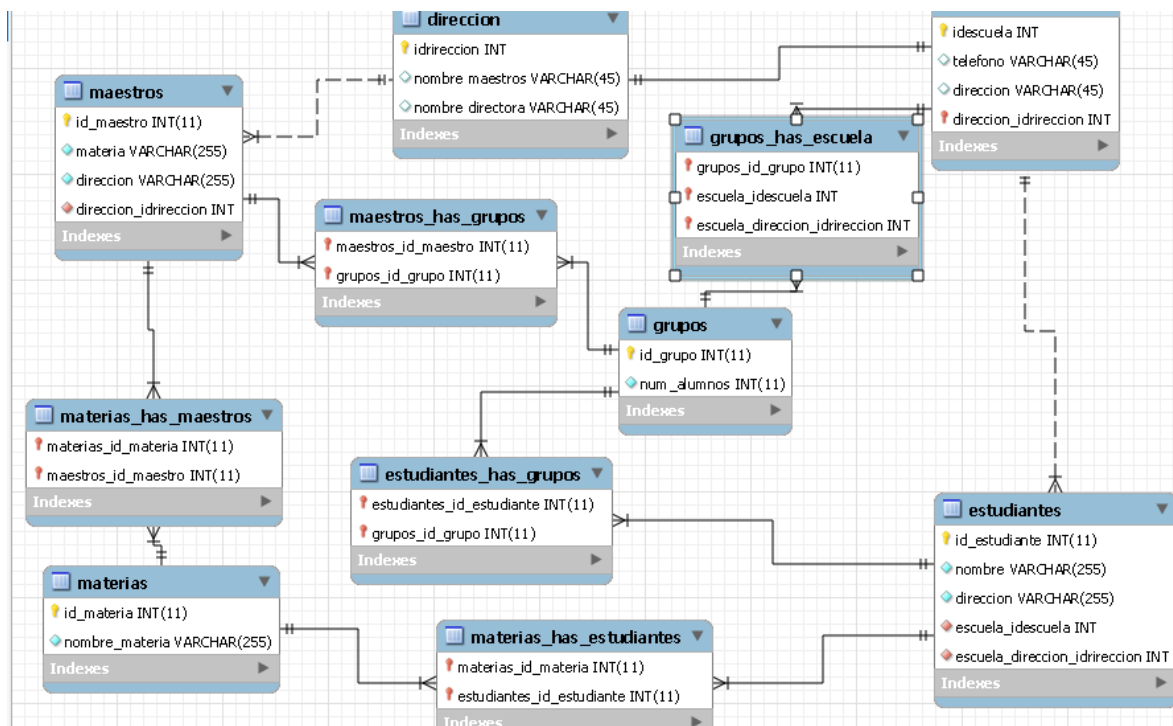 direccion
idrireccion INT
nombre maestros VARCHAR(45)
nombre directora VARCHAR(45)
Indexes
idescuela INT
telefono VARCHAR(45)
direccion VARCHAR(45)
direccion_idrireccion INT
Indexes
maestros
id_maestro INT(11)
materia VARCHAR(255)
direccion VARCHAR(255)
direccion_idrireccion INT
Indexes
grupos_has_escuela
grupos_id_grupo INT(11)
escuela_idescuela INT
escuela_direccion_idrireccion INT
Indexes
maestros_has_grupos
maestros_id_maestro INT(11)
grupos_id_grupo INT(11)
Indexes
grupos
id_grupo INT(11)
num_alumnos INT(11)
Indexes
materias_has_maestros
materias_id_materia INT(11)
maestros_id_maestro INT(11)
Indexes
estudiantes_has_grupos
estudiantes_id_estudiante INT(11)
grupos_id_grupo INT(11)
Indexes
estudiantes
id_estudiante INT(11)
nombre VARCHAR(255)
direccion VARCHAR(255)
escuela_idescuela INT
escuela_direccion_idrireccion INT
Indexes
materias
id_materia INT(11)
nombre_materia VARCHAR(255)
Indexes
materias_has_estudiantes
materias_id_materia INT(11)
estudiantes_id_estudiante INT(11)
Indexes